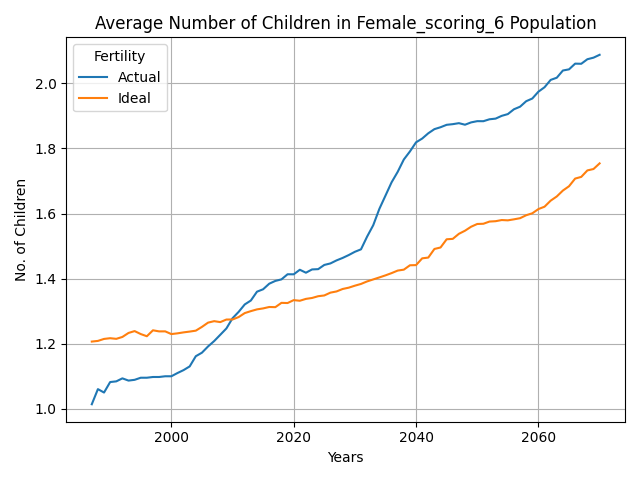 Average Number of Children in Female_scoring_6 Population
Fertility
Actual
Ideal
No. of Children
2.0
1.8
1.6
1.4
1.2
1.0
2000 2020 2040 2060
Years